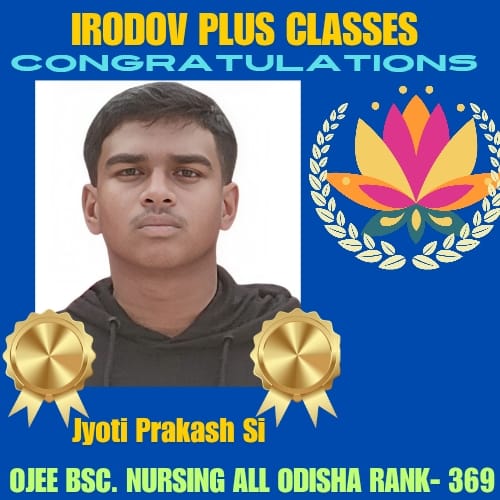 IRODOV PLUS CLASSES
CONGRATULATIONS
Jyoti Prakash Si
OJEE BSC. NURSING ALL ODISHA RANK- 369